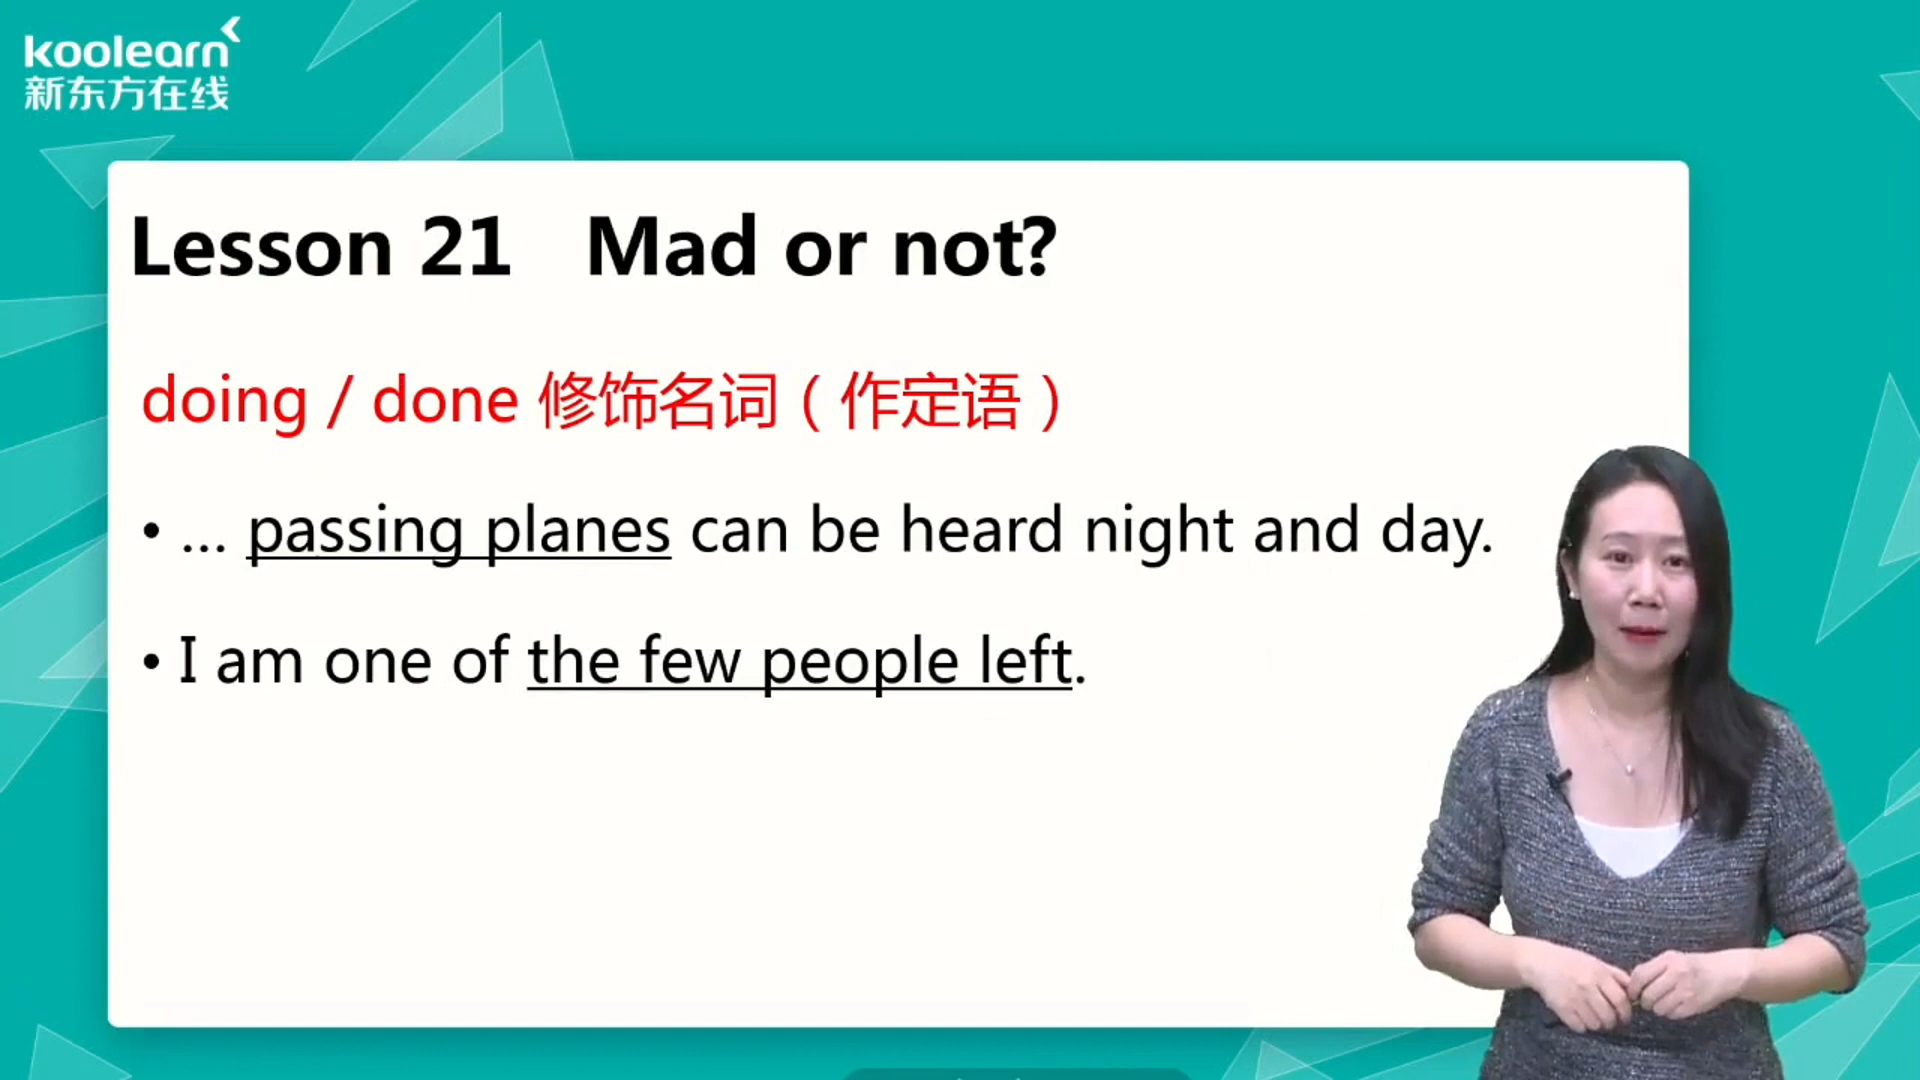 koolearn
新东方在线
Lesson 21 Mad or not?
doing / done 修饰名词（作定语）
• ... passing planes can be heard night and day.
• I am one of the few people left.